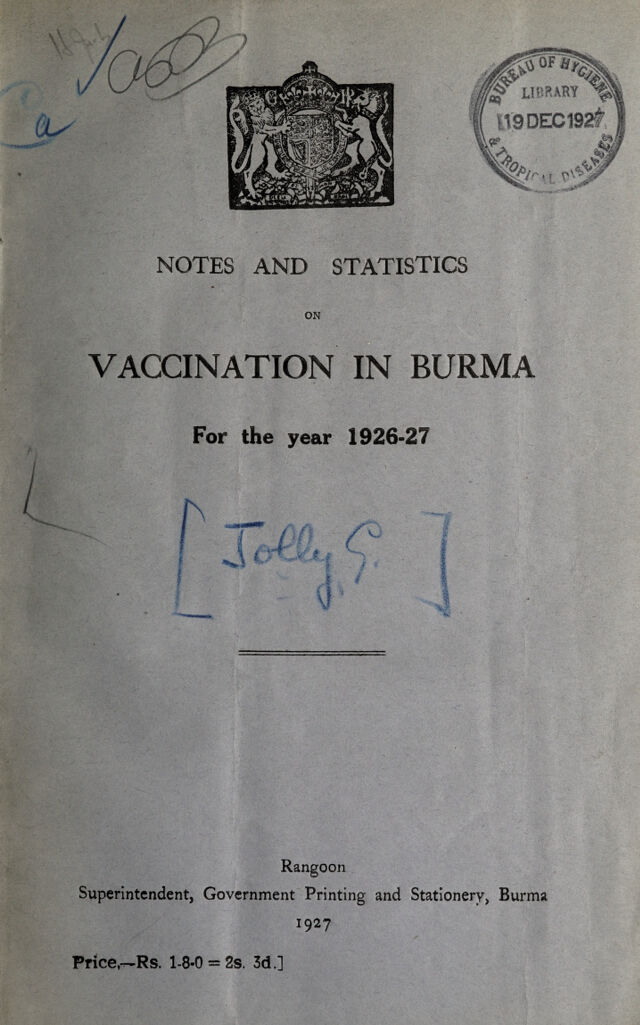 a
BUREAU OF HYGIENE
LIBRARY
19 DEC 1927
& TROPICAL DISEASES
NOTES AND STATISTICS
ON
VACCINATION IN BURMA
For the year 1926-27
[Jolly, G.]
Rangoon
Superintendent, Government Printing and Stationery, Burma
1927
Price,—Rs. 1-8-0 = 2s. 3d.]